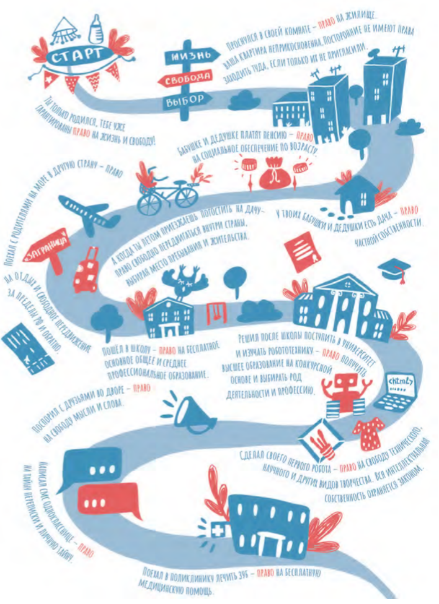 СТАРТ
ЖИЗНЬ
СВОБОДА
ВЫБОР
ТЫ ТОЛЬКО РОДИЛСЯ, ТЕБЕ УЖЕ
ГАРАНТИРОВАНЫ ПРАВО НА ЖИЗНЬ И СВОБОДУ!
ПРОСНУЛСЯ В СВОЕЙ КОМНАТЕ – ПРАВО НА ЖИЛИЩЕ.
ВАША КВАРТИРА НЕПРИКОСНОВЕННА. ПОСТОРОННИЕ НЕ ИМЕЮТ ПРАВА
ЗАХОДИТЬ ТУДА, ЕСЛИ ТОЛЬКО ИХ НЕ ПРИГЛАСИЛИ.
БАБУШКЕ И ДЕДУШКЕ ПЛАТЯТ ПЕНСИЮ – ПРАВО
НА СОЦИАЛЬНОЕ ОБЕСПЕЧЕНИЕ ПО ВОЗРАСТУ.
У ТВОИХ БАБУШКИ И ДЕДУШКИ ЕСТЬ ДАЧА – ПРАВО
ЧАСТНОЙ СОБСТВЕННОСТИ.
А КОГДА ТЫ ЛЕТОМ ПРИЕЗЖАЕШЬ ПОГОСТИТЬ НА ДАЧУ –
ПРАВО СВОБОДНО ПЕРЕДВИГАТЬСЯ ВНУТРИ СТРАНЫ,
ВЫБИРАЯ МЕСТО ПРЕБЫВАНИЯ И ЖИТЕЛЬСТВА.
ПОЕХАЛ С РОДИТЕЛЯМИ НА МОРЕ В ДРУГУЮ СТРАНУ – ПРАВО
НА ОТДЫХ И СВОБОДНОЕ ПЕРЕДВИЖЕНИЕ
ЗА ПРЕДЕЛЫ РФ И ОБРАТНО.
ЗАГРАНИЦА
ПОШЁЛ В ШКОЛУ – ПРАВО НА БЕСПЛАТНОЕ
ОСНОВНОЕ ОБЩЕЕ И СРЕДНЕЕ
ПРОФЕССИОНАЛЬНОЕ ОБРАЗОВАНИЕ.
РЕШИЛ ПОСЛЕ ШКОЛЫ ПОСТУПИТЬ В УНИВЕРСИТЕТ
И ИЗУЧАТЬ РОБОТОТЕХНИКУ – ПРАВО ПОЛУЧИТЬ
ВЫСШЕЕ ОБРАЗОВАНИЕ НА КОНКУРСНОЙ
ОСНОВЕ И ВЫБИРАТЬ РОД
ДЕЯТЕЛЬНОСТИ И ПРОФЕССИЮ.
ПОСПОРИЛ С ДРУЗЬЯМИ ВО ДВОРЕ – ПРАВО
НА СВОБОДУ МЫСЛИ И СЛОВА.
СДЕЛАЛ СВОЕГО ПЕРВОГО РОБОТА – ПРАВО НА СВОБОДУ ТЕХНИЧЕСКОГО,
НАУЧНОГО И ДРУГИХ ВИДОВ ТВОРЧЕСТВА. ВСЯ ИНТЕЛЛЕКТУАЛЬНАЯ
СОБСТВЕННОСТЬ ОХРАНЯЕТСЯ ЗАКОНОМ.
НАПИСАЛ СМС ОДНОКЛАССНИЦЕ – ПРАВО
НА ТАЙНУ ПЕРЕПИСКИ И ЛИЧНУЮ ТАЙНУ.
ПОЕХАЛ В ПОЛИКЛИНИКУ ЛЕЧИТЬ ЗУБ – ПРАВО НА БЕСПЛАТНУЮ
МЕДИЦИНСКУЮ ПОМОЩЬ.